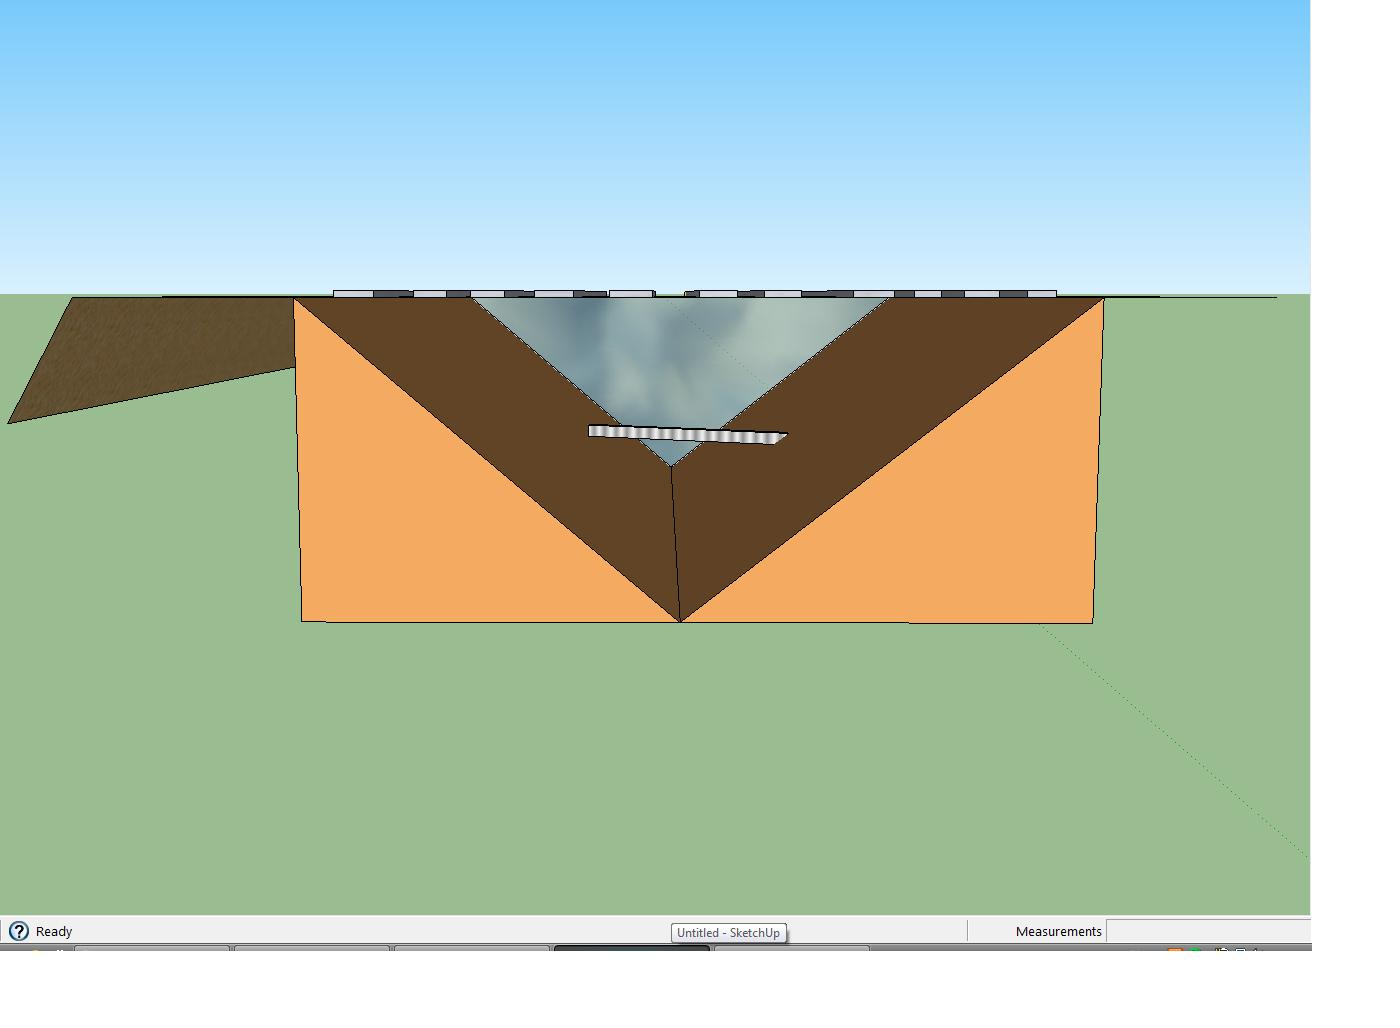 ? Ready
Untitled - SketchUp
Measurements